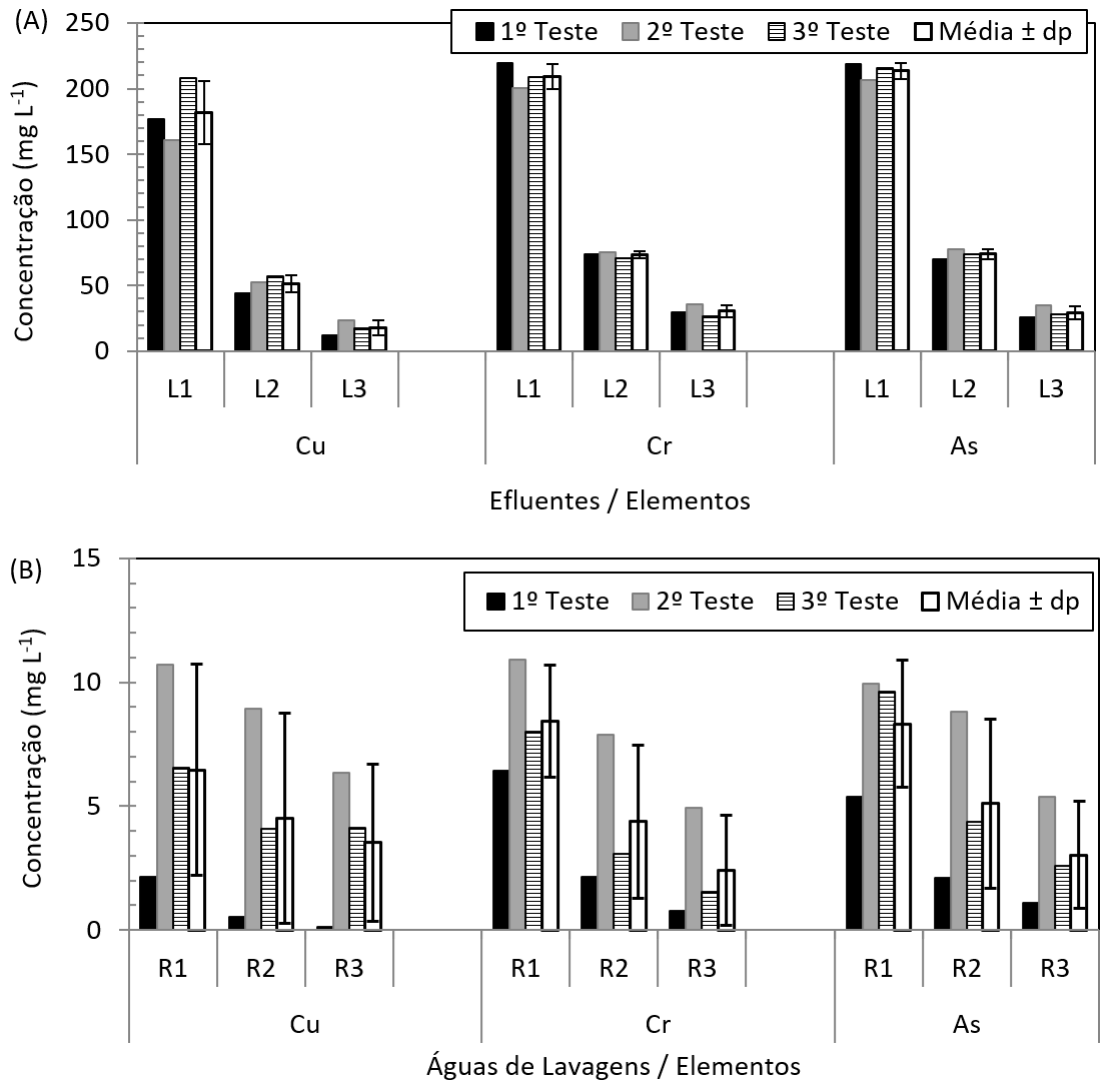 (A)
250
200
150
100
50
0
Concentração (mg L⁻¹)
1º Teste 2º Teste 3º Teste Média ± dp
L1 L2 L3 L1 L2 L3 L1 L2 L3
Cu Cr As
Efluentes / Elementos
(B)
15
10
5
0
Concentração (mg L⁻¹)
1º Teste 2º Teste 3º Teste Média ± dp
R1 R2 R3 R1 R2 R3 R1 R2 R3
Cu Cr As
Águas de Lavagens / Elementos